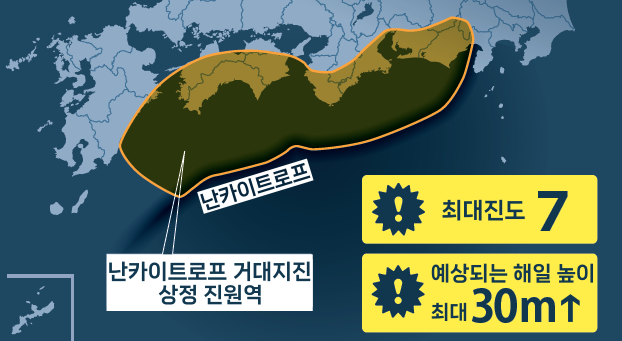 난카이트로프
난카이트로프 거대지진
상정 진원역
최대진도 7
예상되는 해일 높이
최대 30m↑